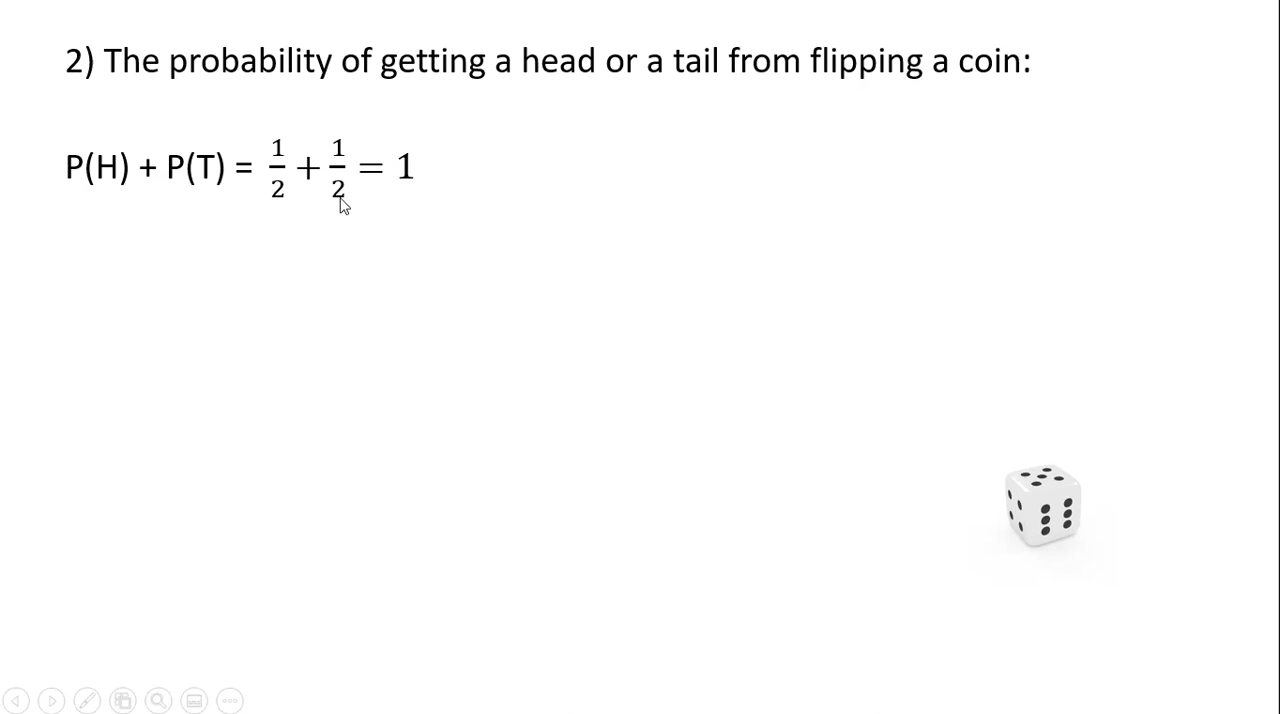 2) The probability of getting a head or a tail from flipping a coin:
P(H) + P(T) = 1/2 + 1/2 = 1